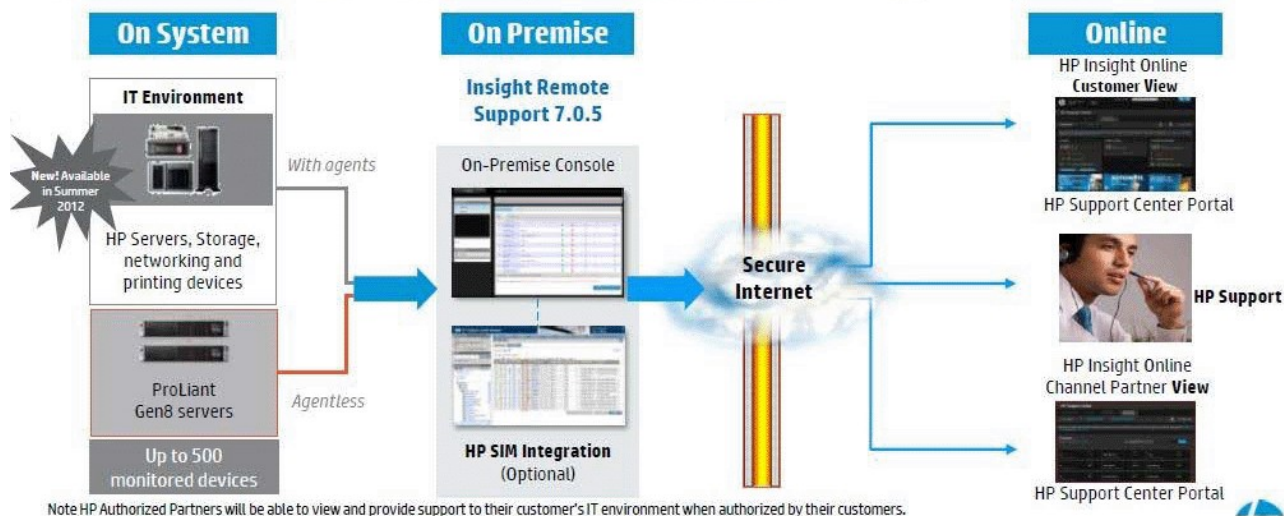 On System
IT Environment
New! Available
in Summer
2012
HP Servers, Storage,
networking and
printing devices
ProLiant
Gen8 servers
Up to 500
monitored devices
With agents
Agentless
On Premise
Insight Remote
Support 7.0.5
On-Premise Console
HP SIM Integration
(Optional)
Secure
Internet
Online
HP Insight Online
Customer View
HP Support Center Portal
HP Support
HP Insight Online
Channel Partner View
HP Support Center Portal
Note HP Authorized Partners will be able to view and provide support to their customer's IT environment when authorized by their customers.